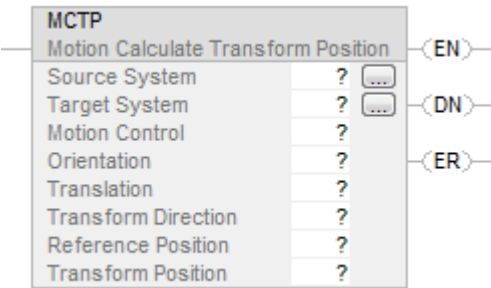 MCTP
Motion Calculate Transform Position
(EN)
Source System ? ...
Target System ? ...
(DN)
Motion Control ?
Orientation ?
(ER)
Translation ?
Transform Direction ?
Reference Position ?
Transform Position ?